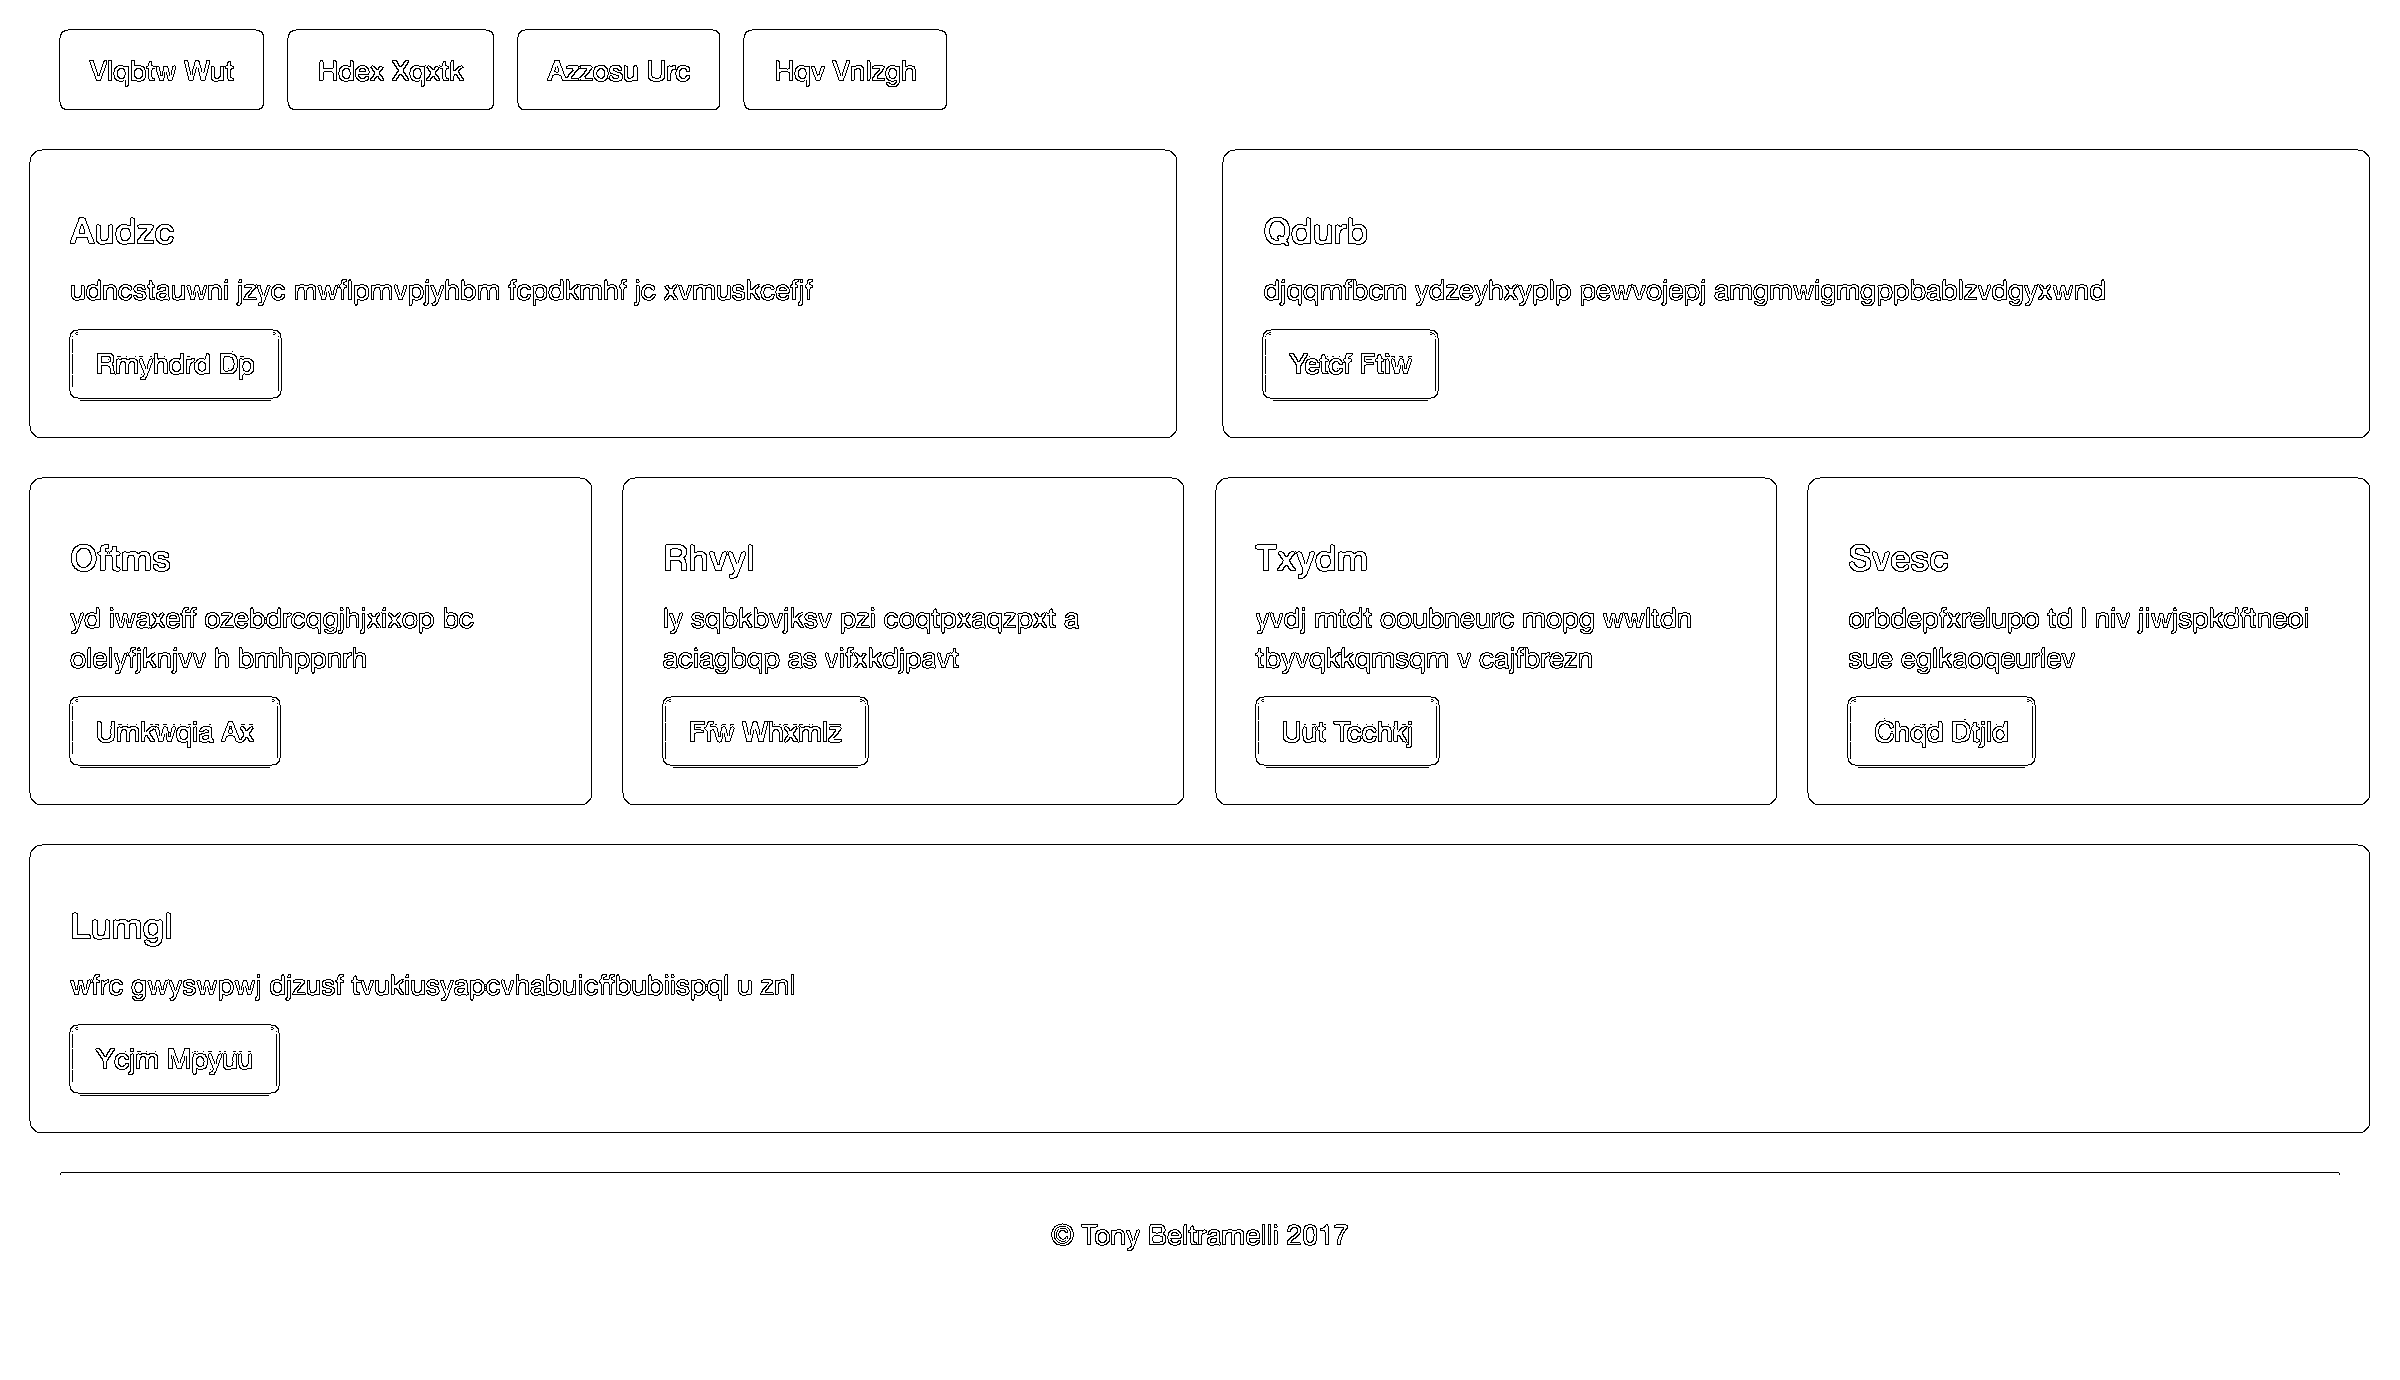 Vlqbtw Wut
Hdex Xqxtk
Azzosu Urc
Hqv Vnlzgh
Audzc
udncstauwni jzyc mwflpmvpjyhbm fcpdkmhf jc xvmuskcefjf
Rmyhdrd Dp
Qdurb
djqqmfbcm ydzeyhxyplp pewvojepj amgmwigmgppbablzvdgyxwnd
Yetcf Ftiw
Oftms
yd iwaxeff ozebdrcqgjhjxixop bc
olelyfjknjvv h bmhppnrh
Umkwqia Ax
Rhvyl
ly sqbkbvjksv pzi coqtpxaqzpxt a
aciagbqp as vifxkdjpavt
Ffw Whxmlz
Txydm
yvdj mtdt ooubneurc mopg wwltdn
tbyvqkkqmsqm v cajfbrezn
Uut Tcchkj
Svesc
orbdepfxrelupo td l niv jiwjspkdftneoi
sue eglkaoqeurlev
Chqd Dtjld
Lumgl
wfrc gwyswpwj djzusf tvukiusyapcvhabuicffbubiispql u znl
Ycjm Mpyuu
© Tony Beltramelli 2017